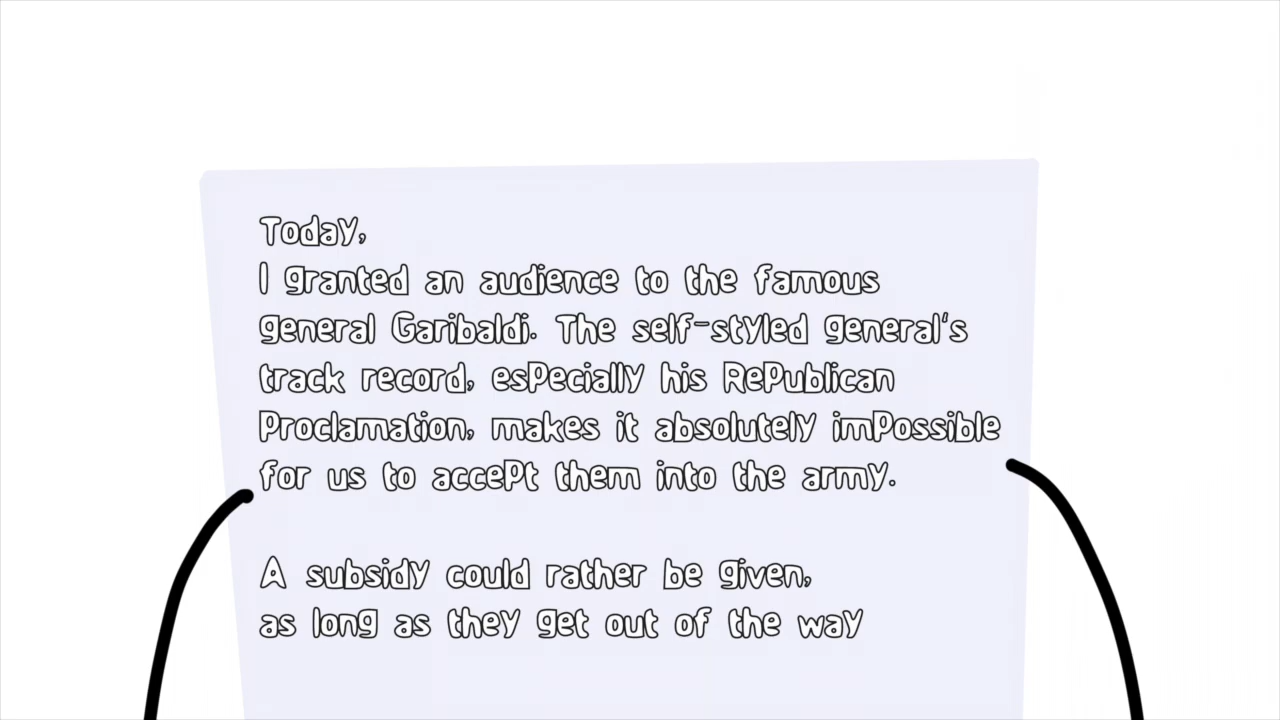 Today,
I granted an audience to the famous
general Garibaldi. The self-styled general's
track record, especially his Republican
Proclamation, makes it absolutely impossible
for us to accept them into the army.
A subsidy could rather be given,
as long as they get out of the way